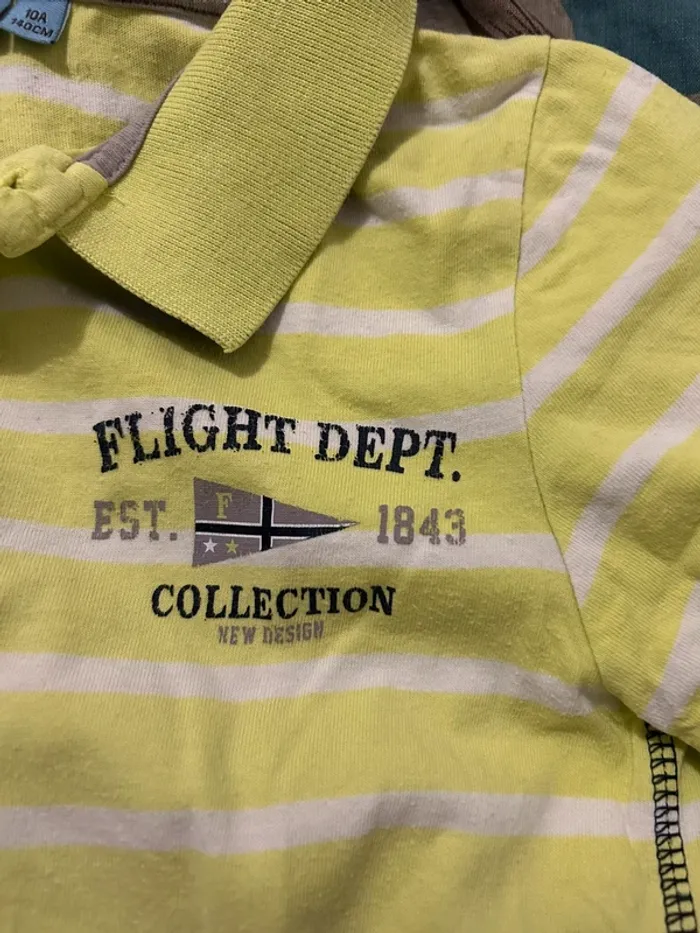 10A
140CM
FLIGHT DEPT.
EST. F 1843
COLLECTION
NEW DESIGN